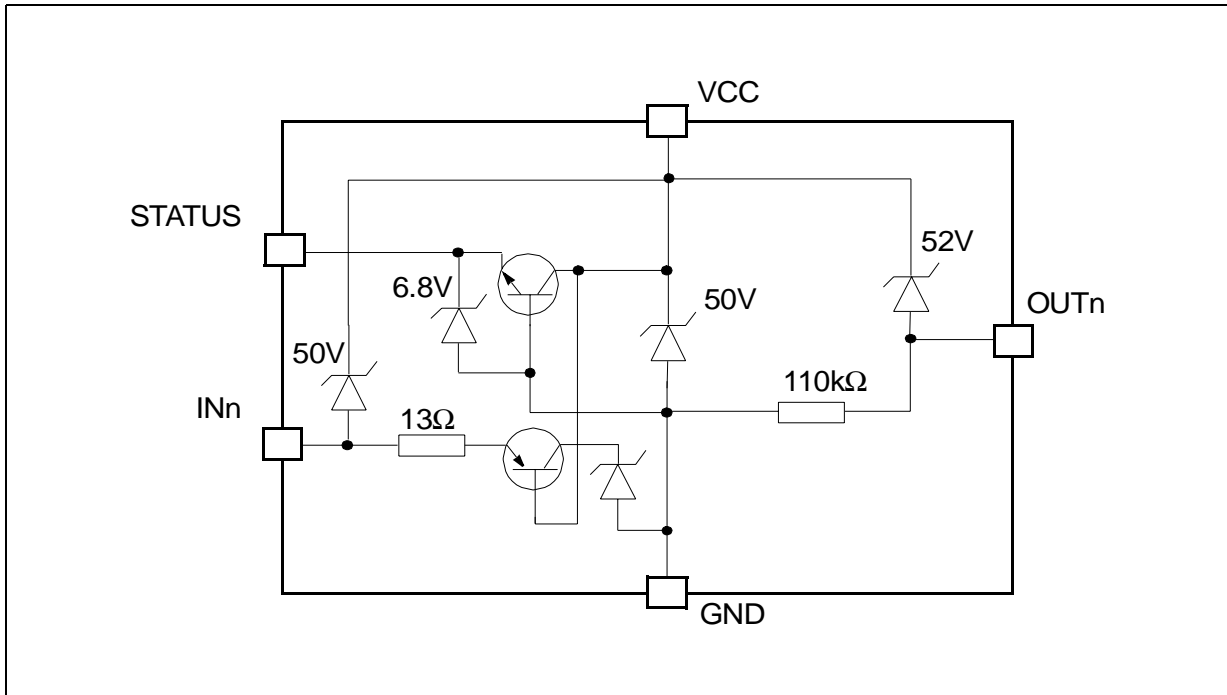 VCC
STATUS
52V
6.8V
50V
OUTn
50V
110kΩ
INn
13Ω
GND